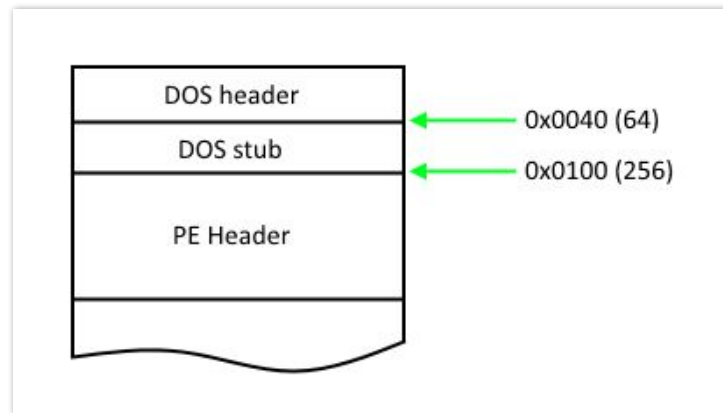 DOS header
0x0040 (64)
DOS stub
0x0100 (256)
PE Header